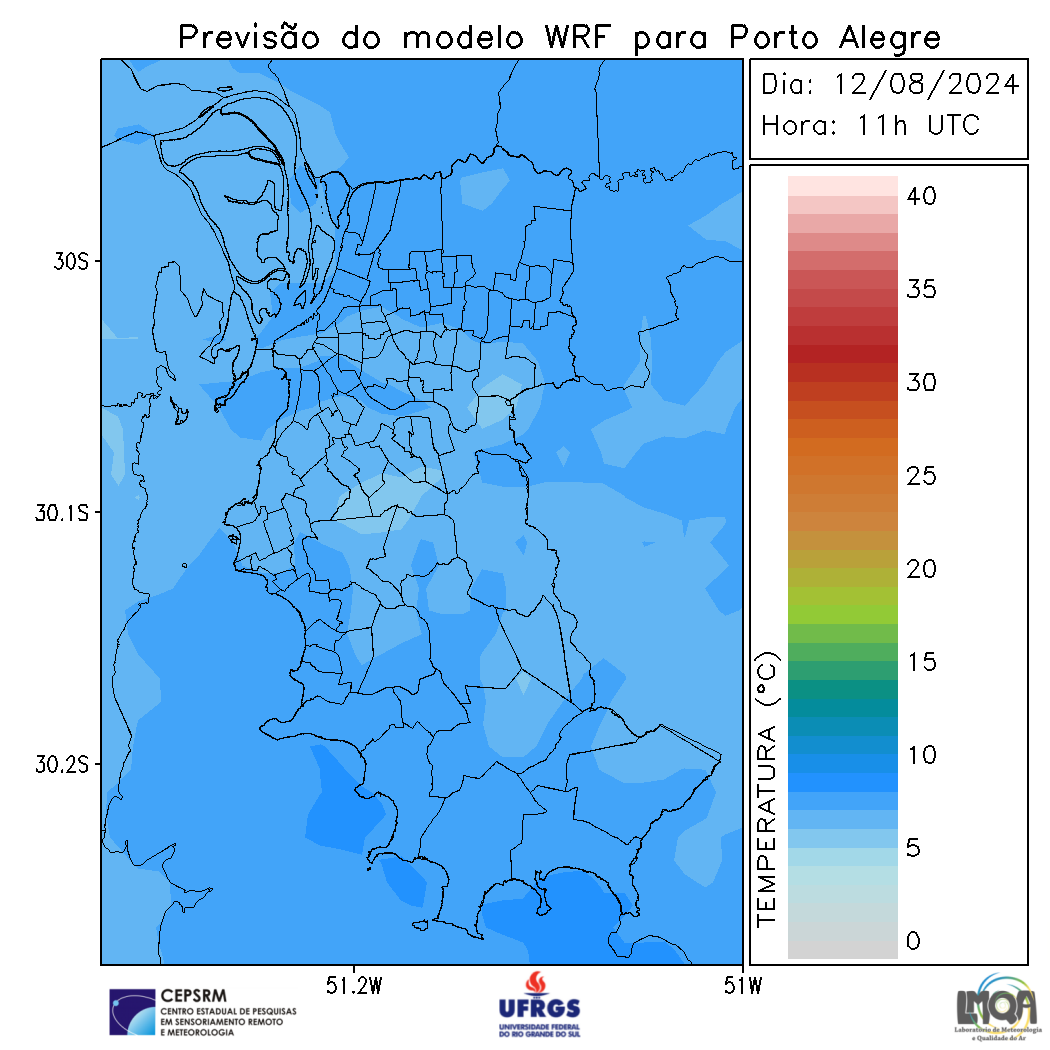 Previsão do modelo WRF para Porto Alegre
Dia: 12/08/2024
Hora: 11h UTC
30S
30.1S
30.2S
51.2W
51W
40
35
30
25
20
15
10
5
0
TEMPERATURA (°C)
CEPSRM
CENTRO ESTADUAL DE PESQUISAS
EM SENSORIAMENTO REMOTO
E METEOROLOGIA
UFRGS
UNIVERSIDADE FEDERAL
DO RIO GRANDE DO SUL
LMQA
Laboratório de Meteorologia
e Qualidade do Ar